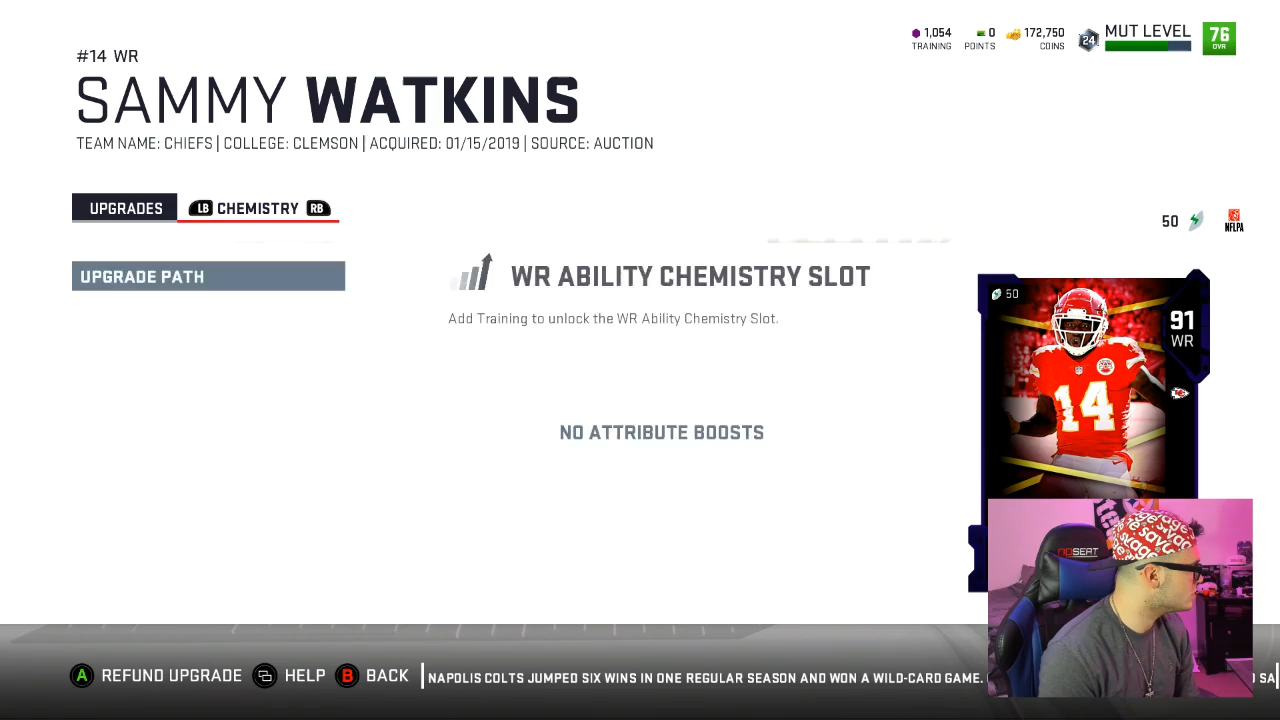 #14 WR
SAMMY WATKINS
TEAM NAME: CHIEFS | COLLEGE: CLEMSON | ACQUIRED: 01/15/2019 | SOURCE: AUCTION
1,054
TRAINING
0
POINTS
172,750
COINS
24
MUT LEVEL
76
OVR
UPGRADES
LB CHEMISTRY RB
50
NFLPA
UPGRADE PATH
WR ABILITY CHEMISTRY SLOT
Add Training to unlock the WR Ability Chemistry Slot.
NO ATTRIBUTE BOOSTS
50
91
WR
14
savage
A REFUND UPGRADE
HELP
B BACK
NAPOLIS COLTS JUMPED SIX WINS IN ONE REGULAR SEASON AND WON A WILD-CARD GAME.
SA